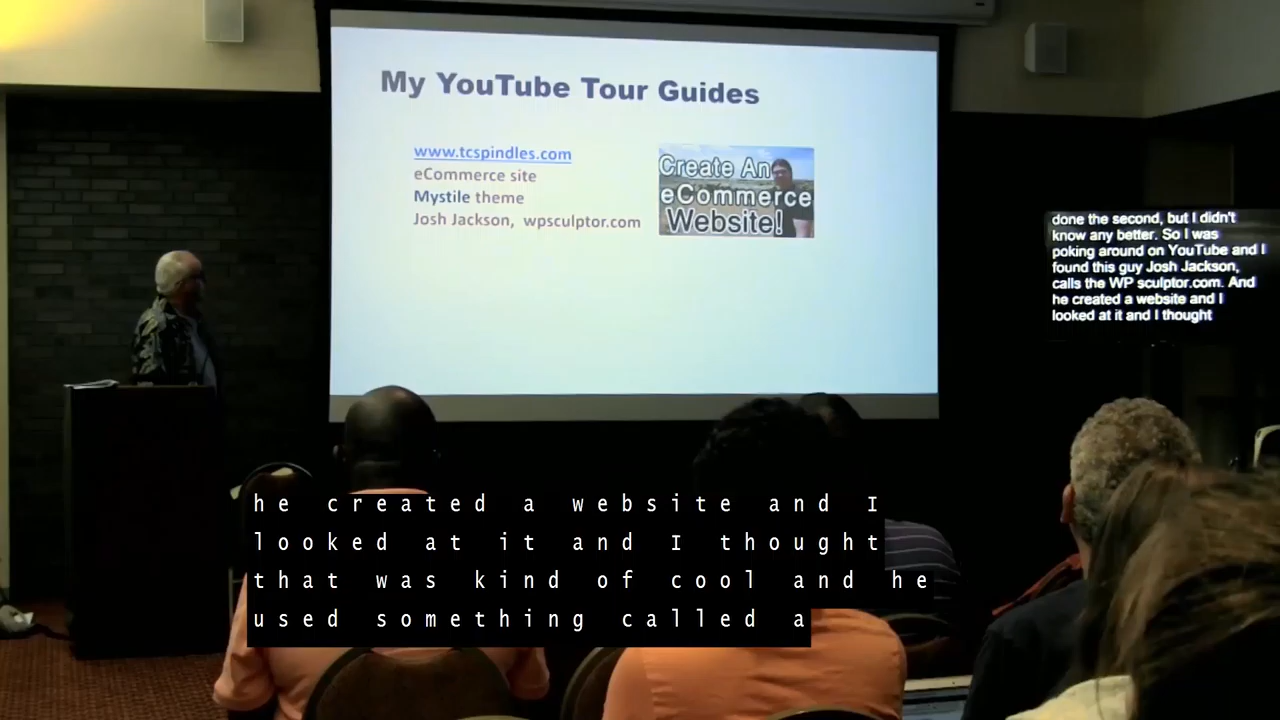 My YouTube Tour Guides
www.tcspindles.com
eCommerce site
Mystile theme
Josh Jackson, wpsculptor.com
Create An
eCommerce
Website!
done the second, but I didn't
know any better. So I was
poking around on YouTube and I
found this guy Josh Jackson,
calls the WP sculptor.com. And
he created a website and I
looked at it and I thought
he created a website and I
looked at it and I thought
that was kind of cool and he
used something called a